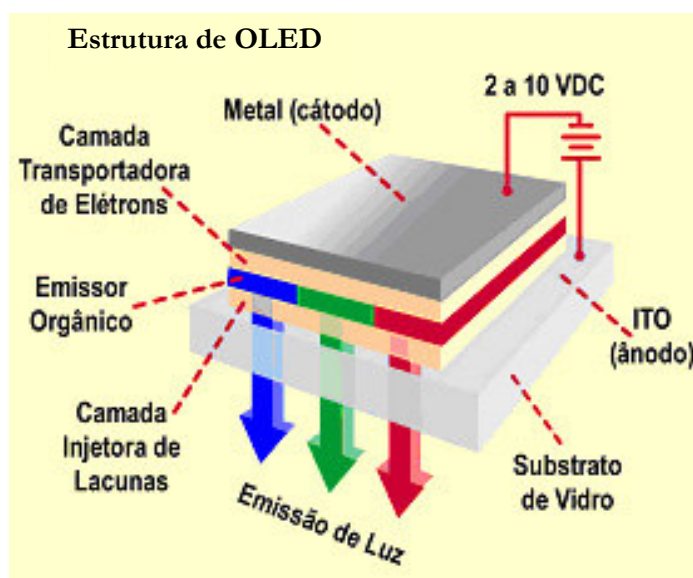 Estrutura de OLED
2 a 10 VDC
Metal (cátodo)
Camada
Transportadora
de Elétrons
Emissor
Orgânico
ITO
(ânodo)
Camada
Injetora de
Lacunas
Substrato
de Vidro
Emissão de Luz